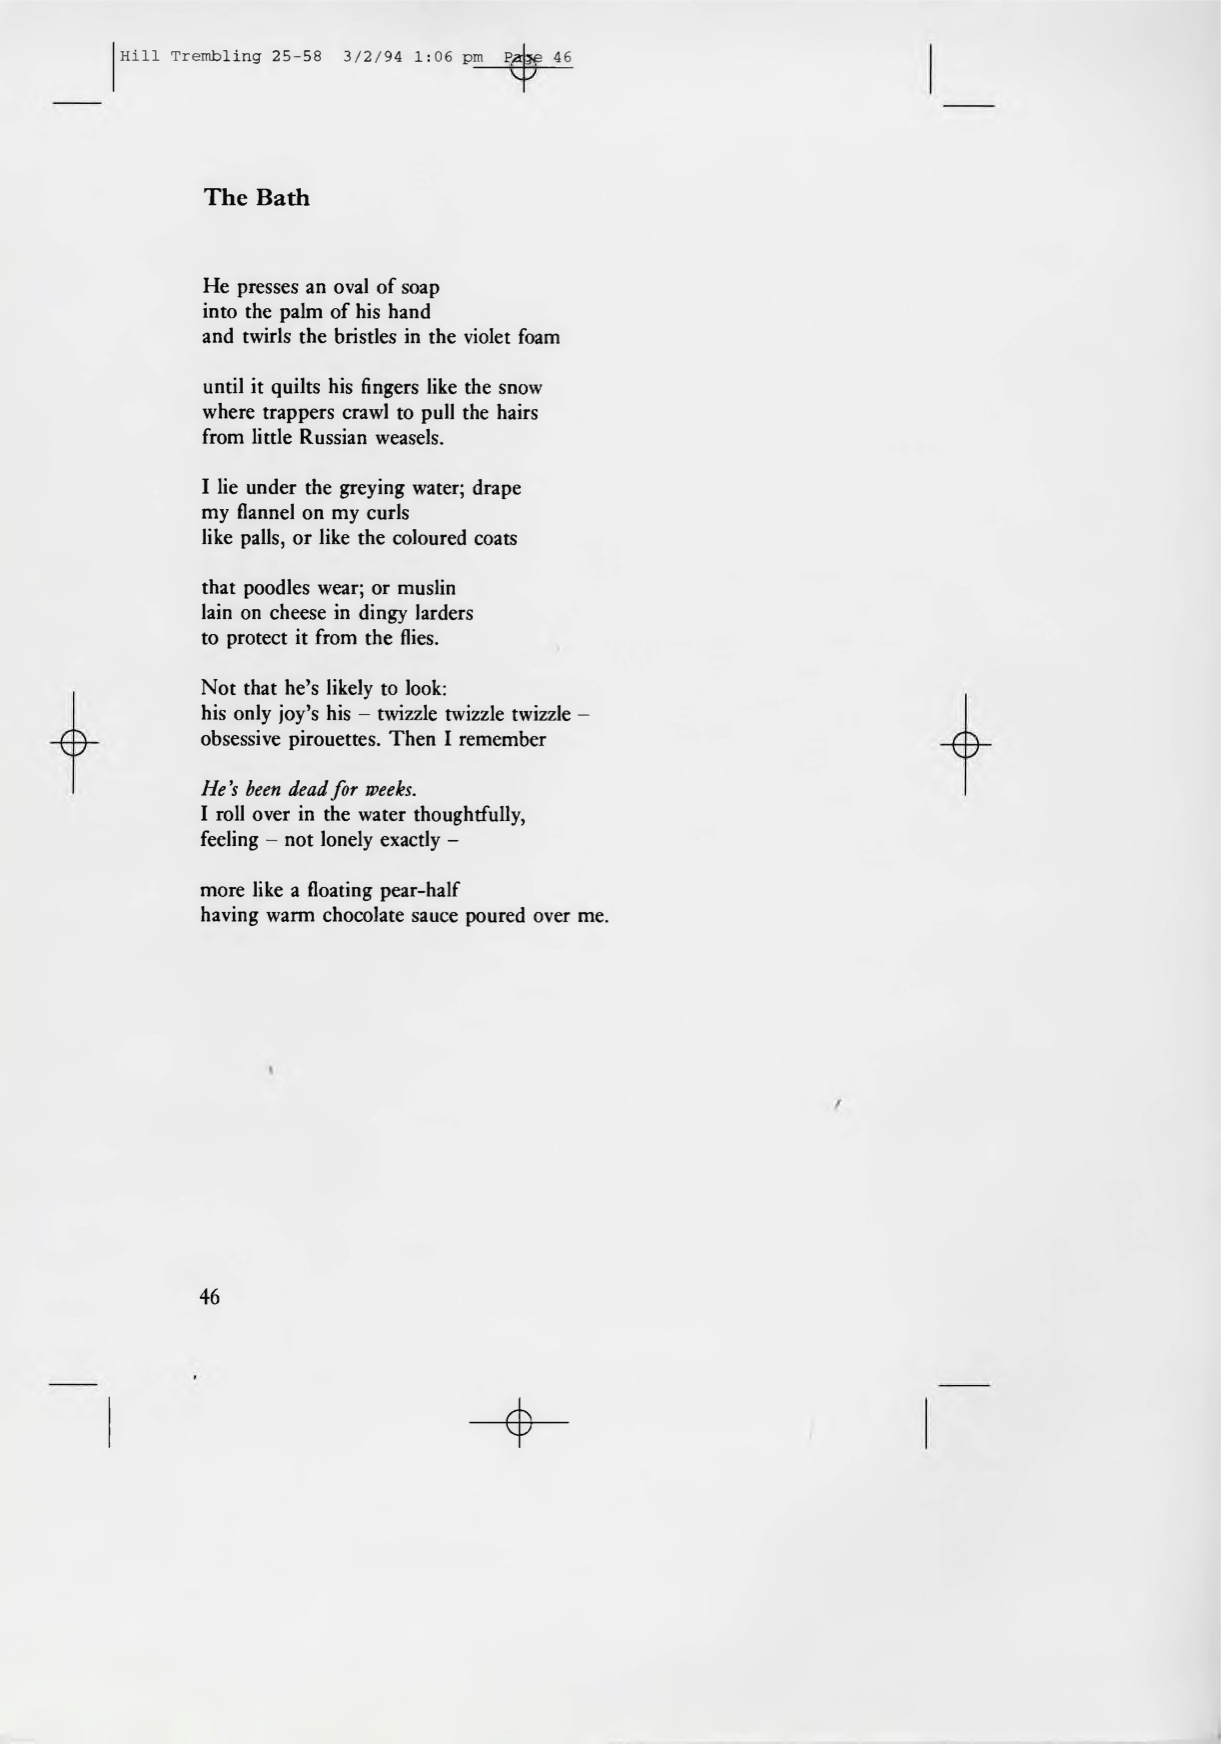 Hill Trembling 25-58 3/2/94 1:06 pm Page 46
The Bath
He presses an oval of soap
into the palm of his hand
and twirls the bristles in the violet foam
until it quilts his fingers like the snow
where trappers crawl to pull the hairs
from little Russian weasels.
I lie under the greying water; drape
my flannel on my curls
like palls, or like the coloured coats
that poodles wear; or muslin
lain on cheese in dingy larders
to protect it from the flies.
Not that he's likely to look:
his only joy's his – twizzle twizzle twizzle –
obsessive pirouettes. Then I remember
He's been dead for weeks.
I roll over in the water thoughtfully,
feeling – not lonely exactly –
more like a floating pear-half
having warm chocolate sauce poured over me.
46